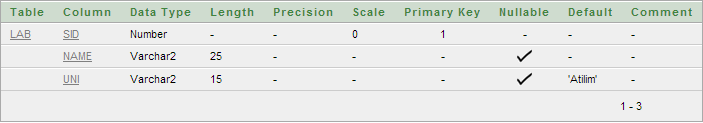 Table Column Data Type Length Precision Scale Primary Key Nullable Default Comment
LAB SID Number - - 0 1 - - -
NAME Varchar2 25 - - - ✓ - -
UNI Varchar2 15 - - - ✓ 'Atilim' -
1 - 3